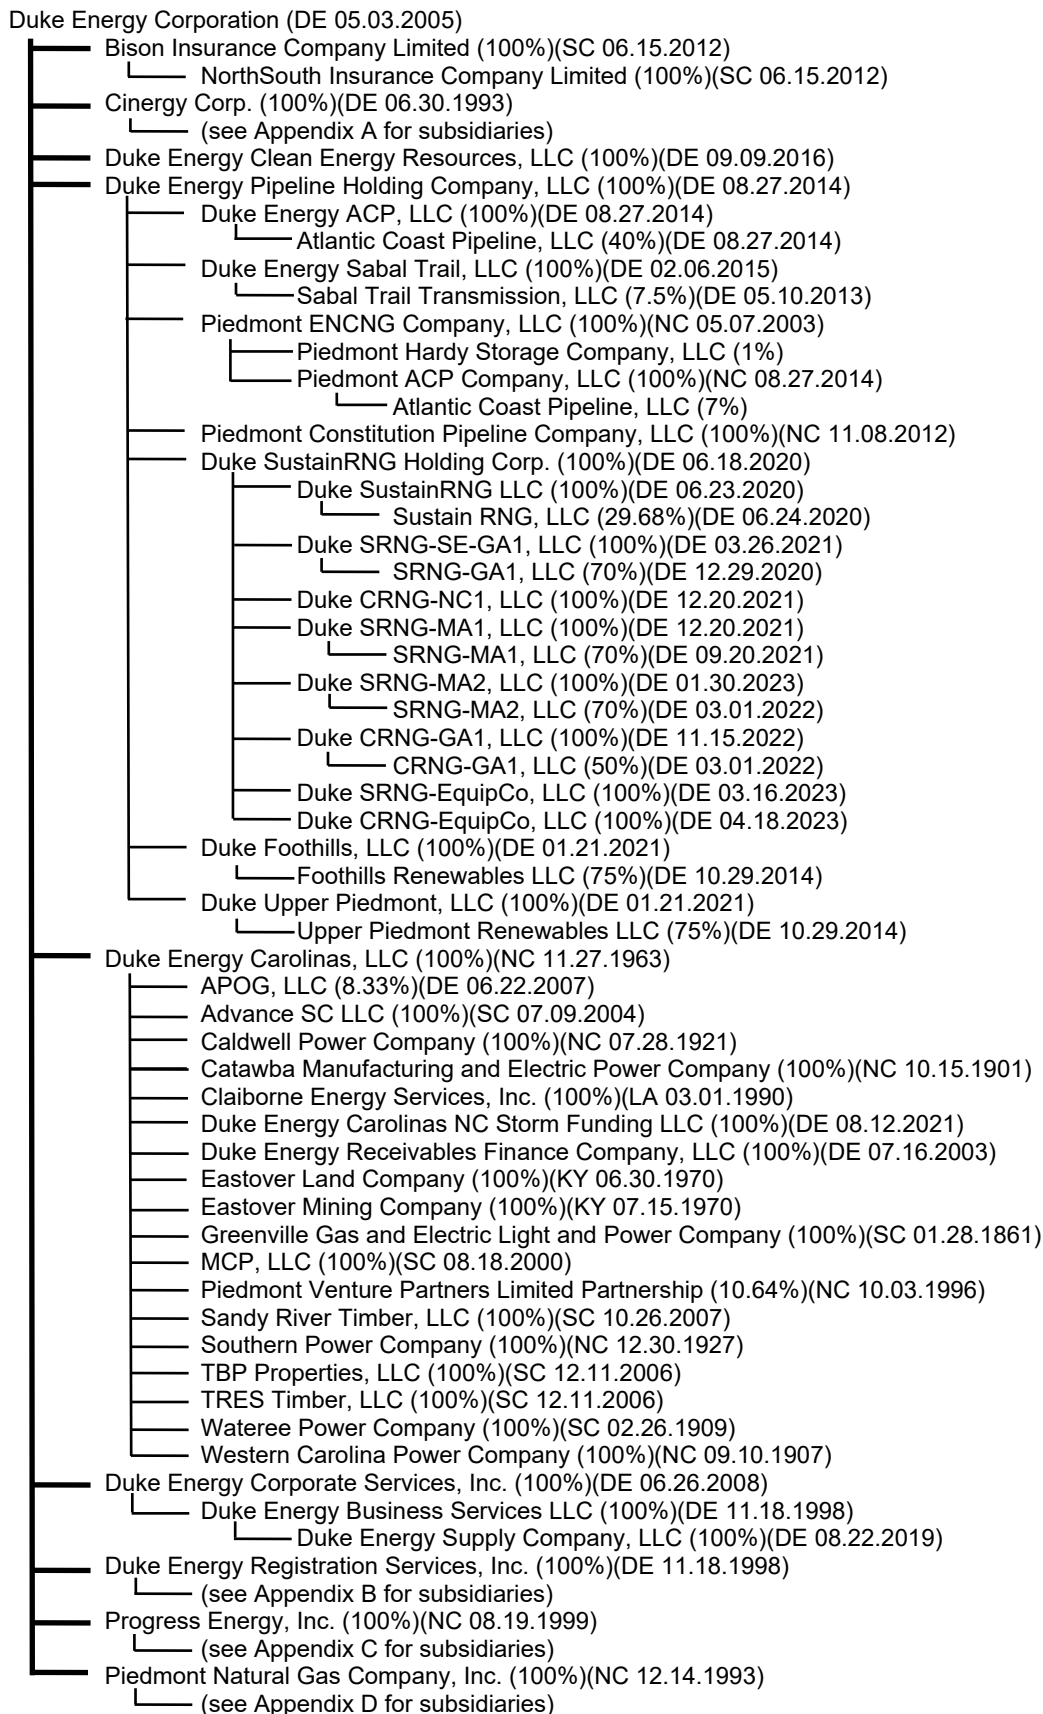 Duke Energy Corporation (DE 05.03.2005)
Bison Insurance Company Limited (100%)(SC 06.15.2012)
NorthSouth Insurance Company Limited (100%)(SC 06.15.2012)
Cinergy Corp. (100%)(DE 06.30.1993)
(see Appendix A for subsidiaries)
Duke Energy Clean Energy Resources, LLC (100%)(DE 09.09.2016)
Duke Energy Pipeline Holding Company, LLC (100%)(DE 08.27.2014)
Duke Energy ACP, LLC (100%)(DE 08.27.2014)
Atlantic Coast Pipeline, LLC (40%)(DE 08.27.2014)
Duke Energy Sabal Trail, LLC (100%)(DE 02.06.2015)
Sabal Trail Transmission, LLC (7.5%)(DE 05.10.2013)
Piedmont ENCNG Company, LLC (100%)(NC 05.07.2003)
Piedmont Hardy Storage Company, LLC (1%)
Piedmont ACP Company, LLC (100%)(NC 08.27.2014)
Atlantic Coast Pipeline, LLC (7%)
Piedmont Constitution Pipeline Company, LLC (100%)(NC 11.08.2012)
Duke SustainRNG Holding Corp. (100%)(DE 06.18.2020)
Duke SustainRNG LLC (100%)(DE 06.23.2020)
Sustain RNG, LLC (29.68%)(DE 06.24.2020)
Duke SRNG-SE-GA1, LLC (100%)(DE 03.26.2021)
SRNG-GA1, LLC (70%)(DE 12.29.2020)
Duke CRNG-NC1, LLC (100%)(DE 12.20.2021)
Duke SRNG-MA1, LLC (100%)(DE 12.20.2021)
SRNG-MA1, LLC (70%)(DE 09.20.2021)
Duke SRNG-MA2, LLC (100%)(DE 01.30.2023)
SRNG-MA2, LLC (70%)(DE 03.01.2022)
Duke CRNG-GA1, LLC (100%)(DE 11.15.2022)
CRNG-GA1, LLC (50%)(DE 03.01.2022)
Duke SRNG-EquipCo, LLC (100%)(DE 03.16.2023)
Duke CRNG-EquipCo, LLC (100%)(DE 04.18.2023)
Duke Foothills, LLC (100%)(DE 01.21.2021)
Foothills Renewables LLC (75%)(DE 10.29.2014)
Duke Upper Piedmont, LLC (100%)(DE 01.21.2021)
Upper Piedmont Renewables LLC (75%)(DE 10.29.2014)
Duke Energy Carolinas, LLC (100%)(NC 11.27.1963)
APOG, LLC (8.33%)(DE 06.22.2007)
Advance SC LLC (100%)(SC 07.09.2004)
Caldwell Power Company (100%)(NC 07.28.1921)
Catawba Manufacturing and Electric Power Company (100%)(NC 10.15.1901)
Claiborne Energy Services, Inc. (100%)(LA 03.01.1990)
Duke Energy Carolinas NC Storm Funding LLC (100%)(DE 08.12.2021)
Duke Energy Receivables Finance Company, LLC (100%)(DE 07.16.2003)
Eastover Land Company (100%)(KY 06.30.1970)
Eastover Mining Company (100%)(KY 07.15.1970)
Greenville Gas and Electric Light and Power Company (100%)(SC 01.28.1861)
MCP, LLC (100%)(SC 08.18.2000)
Piedmont Venture Partners Limited Partnership (10.64%)(NC 10.03.1996)
Sandy River Timber, LLC (100%)(SC 10.26.2007)
Southern Power Company (100%)(NC 12.30.1927)
TBP Properties, LLC (100%)(SC 12.11.2006)
TRES Timber, LLC (100%)(SC 12.11.2006)
Wateree Power Company (100%)(SC 02.26.1909)
Western Carolina Power Company (100%)(NC 09.10.1907)
Duke Energy Corporate Services, Inc. (100%)(DE 06.26.2008)
Duke Energy Business Services LLC (100%)(DE 11.18.1998)
Duke Energy Supply Company, LLC (100%)(DE 08.22.2019)
Duke Energy Registration Services, Inc. (100%)(DE 11.18.1998)
(see Appendix B for subsidiaries)
Progress Energy, Inc. (100%)(NC 08.19.1999)
(see Appendix C for subsidiaries)
Piedmont Natural Gas Company, Inc. (100%)(NC 12.14.1993)
(see Appendix D for subsidiaries)